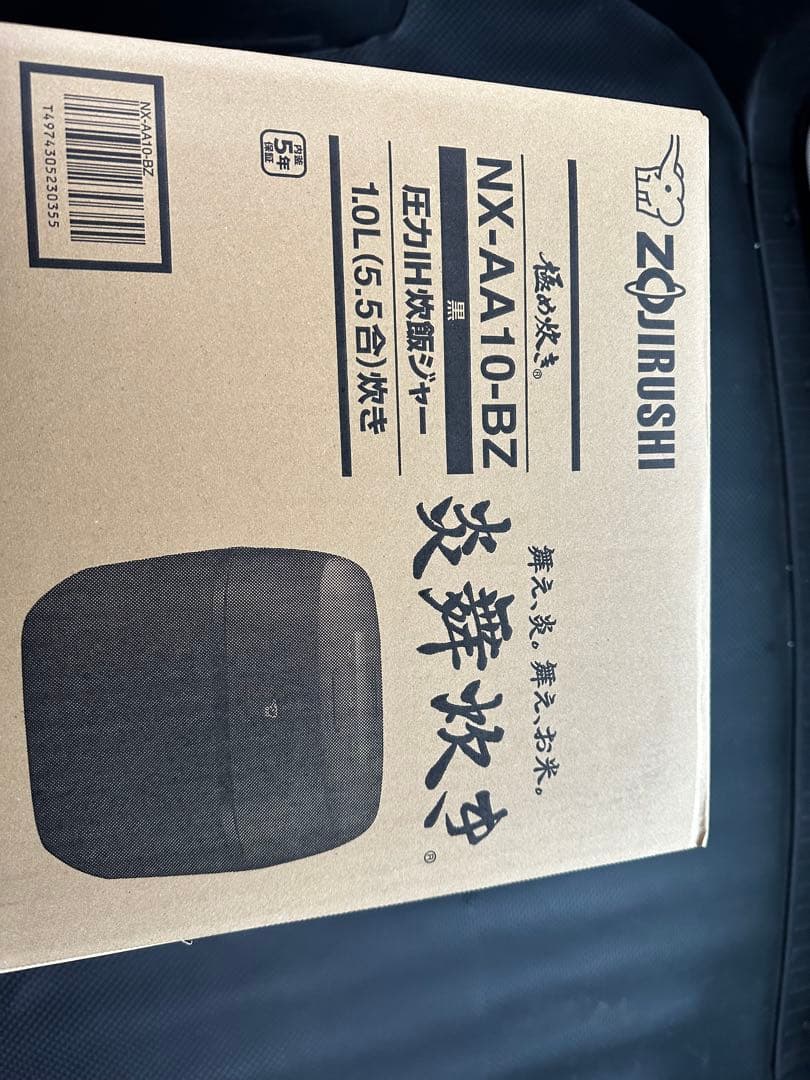 ZOJIRUSHI
極め炊き®
NX-AA10-BZ
黒
圧力IH炊飯ジャー
1.0L(5.5合)炊き
内釜
5年
保証
NX-AA10-BZ
T4974305230355
舞え、炎。舞え、お米。
炎舞炊き®